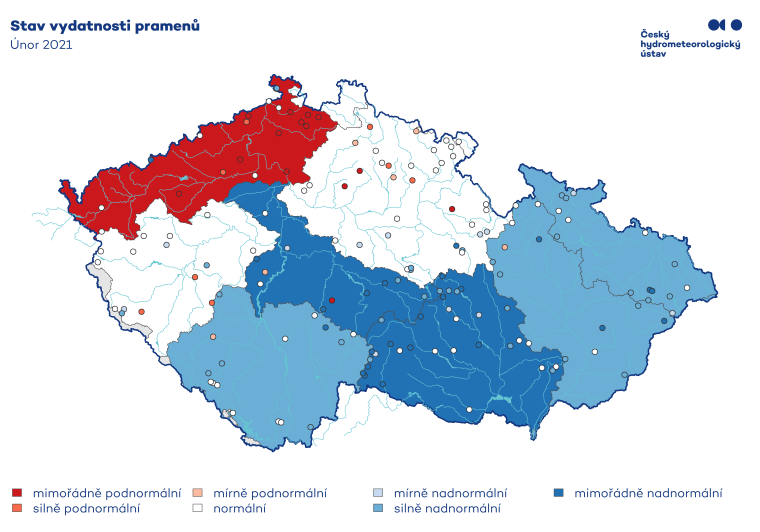 Stav vydatnosti pramenů
Únor 2021
Český
hydrometeorologický
ústav
mimořádně podnormální
mírně podnormální
mírně nadnormální
mimořádně nadnormální
silně podnormální
normální
silně nadnormální